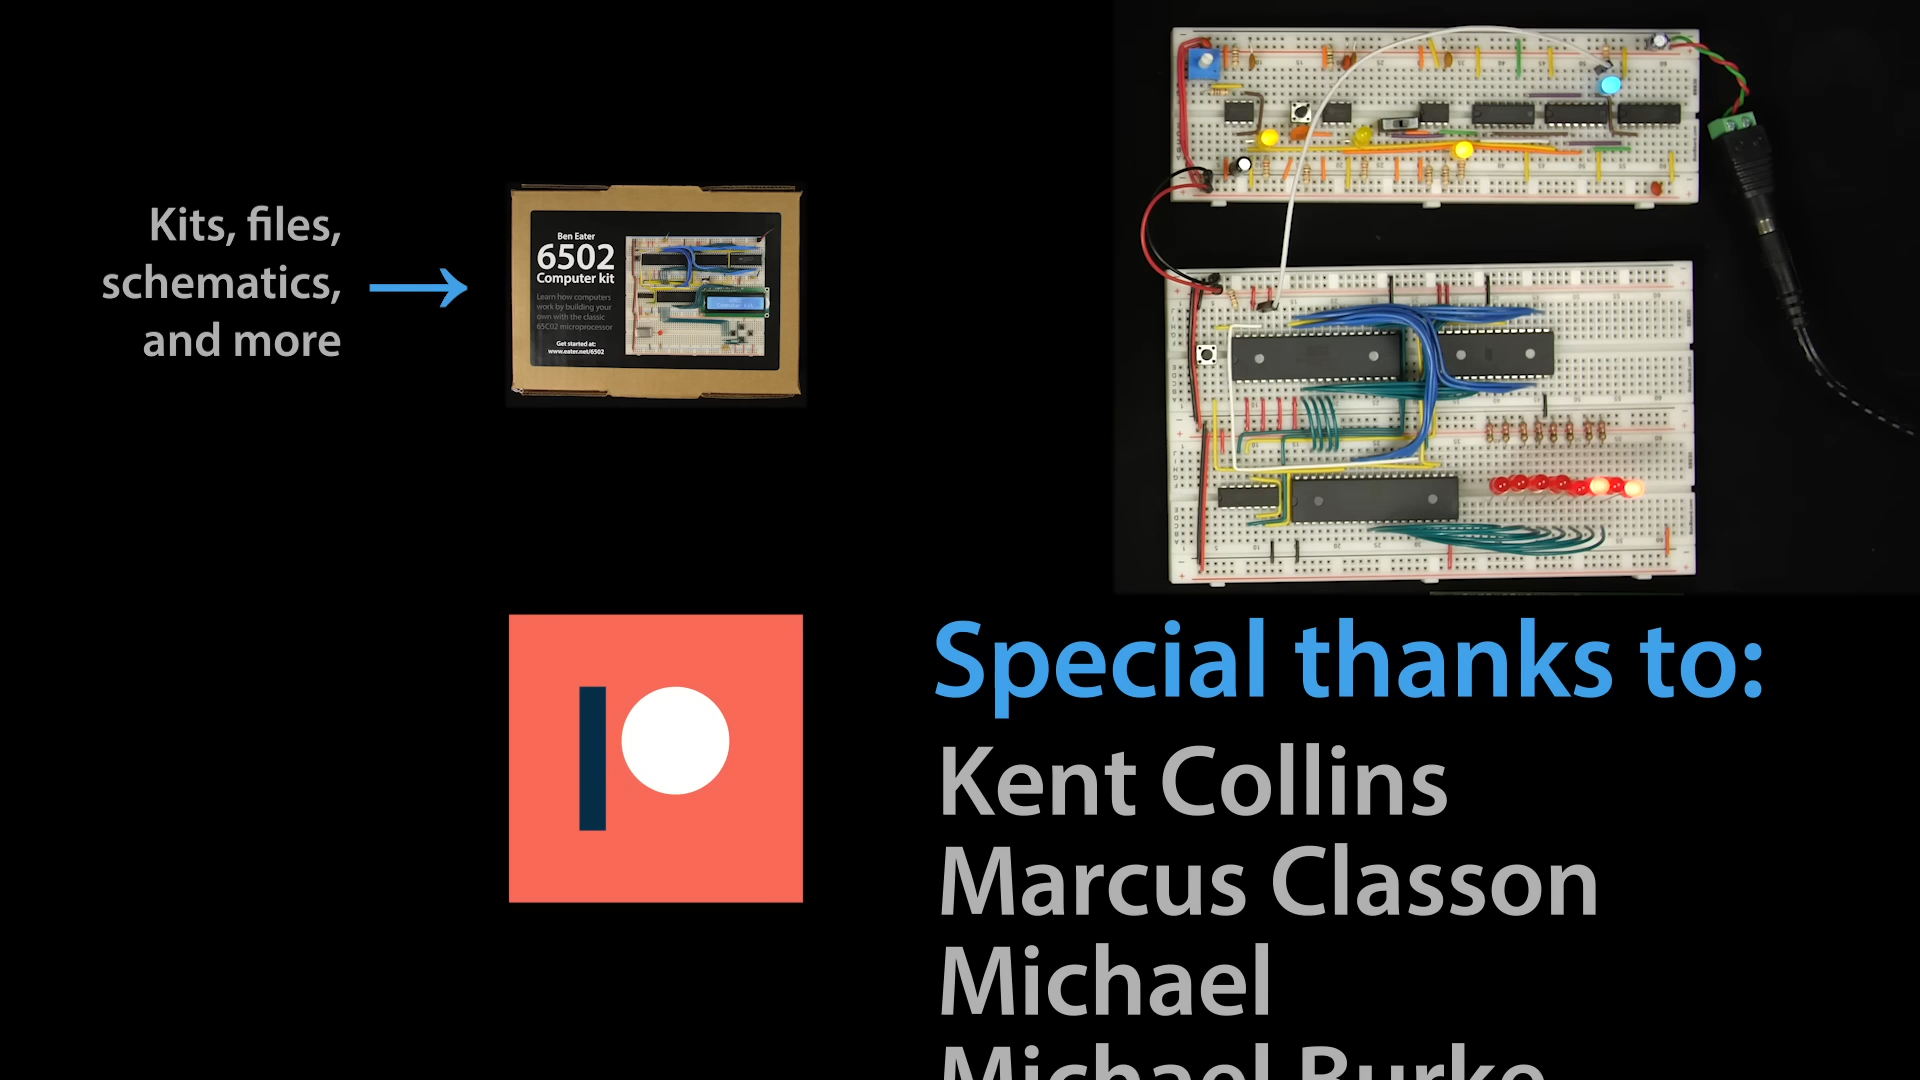 Kits, files,
schematics,
and more
Ben Eater
6502
Computer kit
Learn how computers
work by building your
own with the classic
65C02 microprocessor
Get started at:
www.eater.net/6502
Special thanks to:
Kent Collins
Marcus Classon
Michael
Michael Burke